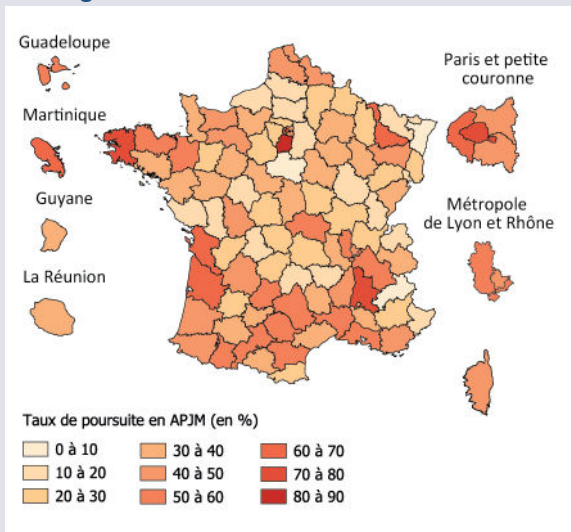 Guadeloupe
Martinique
Guyane
La Réunion
Paris et petite
couronne
Métropole
de Lyon et Rhône
Taux de poursuite en APJM (en %)
0 à 10
10 à 20
20 à 30
30 à 40
40 à 50
50 à 60
60 à 70
70 à 80
80 à 90